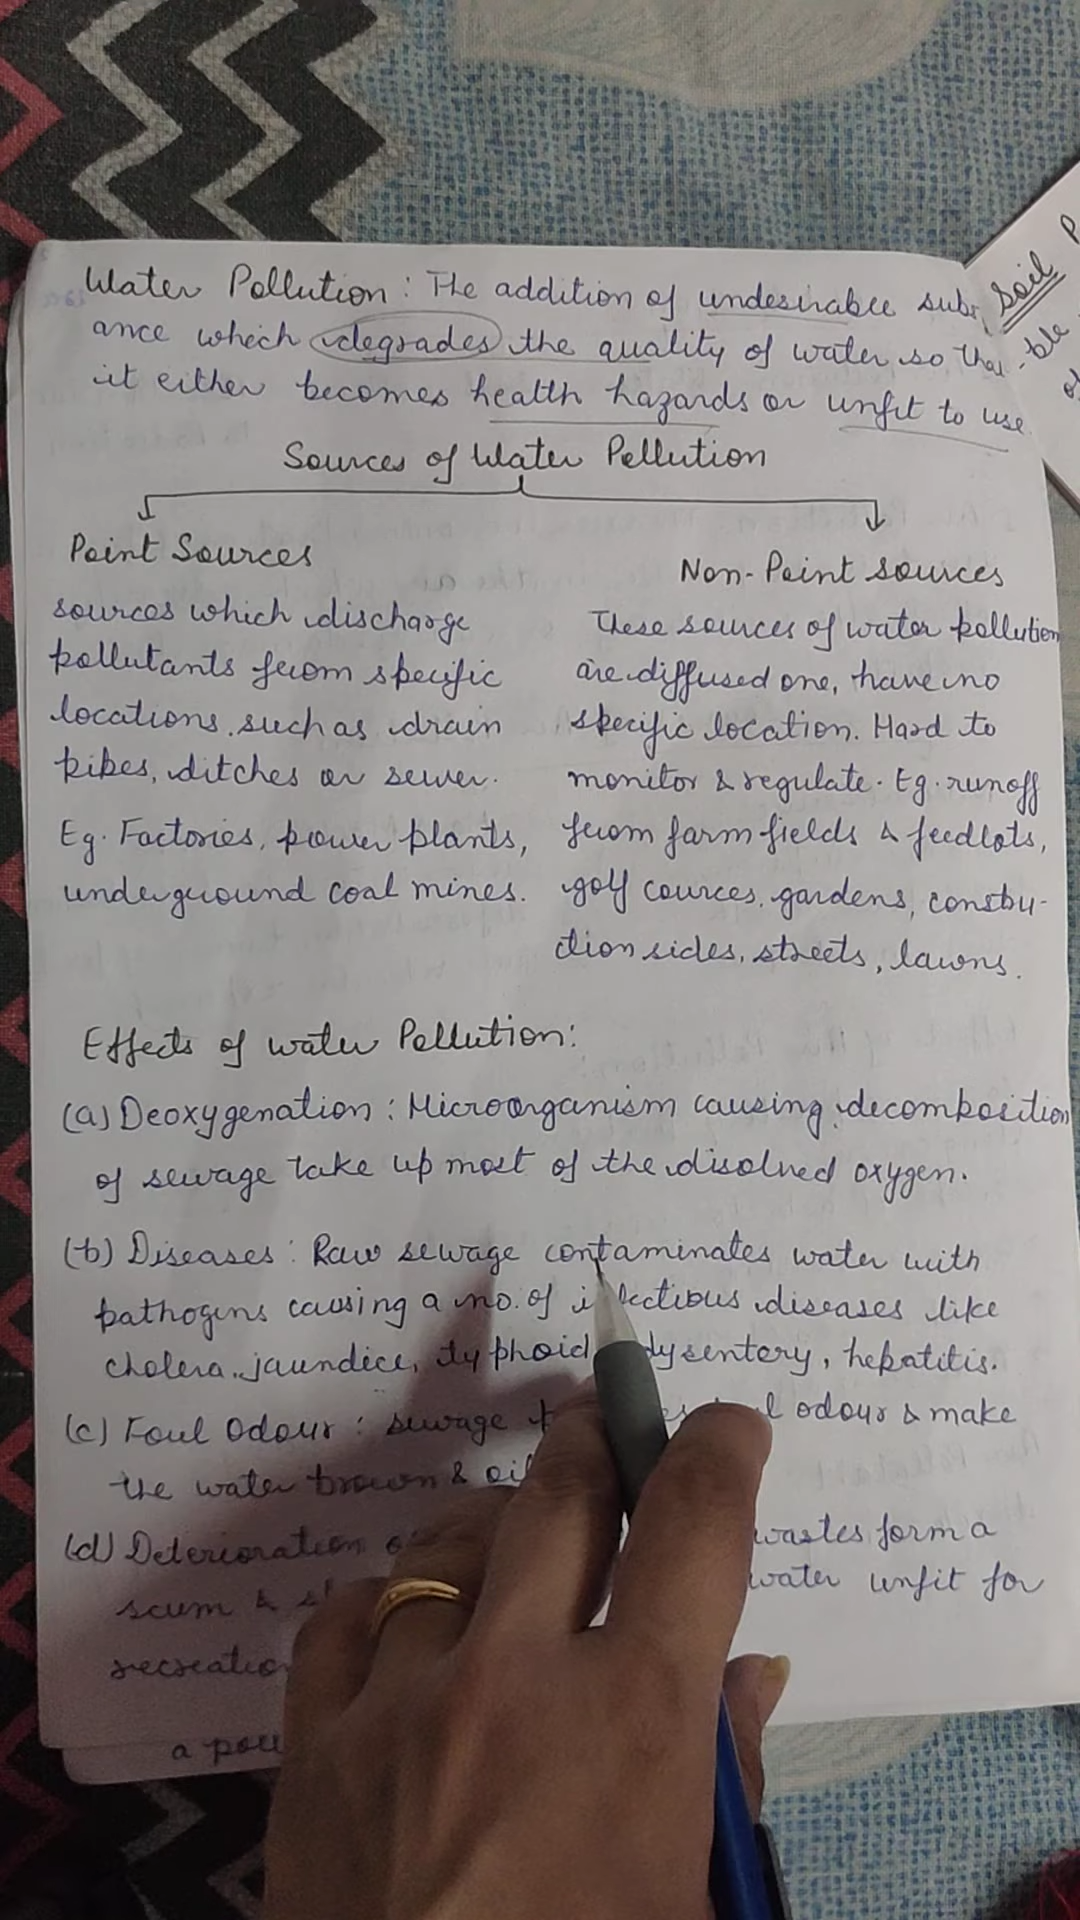 Water Pollution : The addition of undesirable subst
ance which degrades the quality of water so that
it either becomes health hazards or unfit to use
Sources of Water Pollution
Point Sources
sources which discharge
pollutants from specific
locations, such as drain
pipes, ditches or sewer.
Eg. Factories, power plants,
underground coal mines.
Non-Point sources
These sources of water pollution
are diffused one, have no
specific location. Hard to
monitor & regulate. Eg. runoff
from farm fields & feedlots,
golf cources, gardens, constru-
ction sides, streets, lawns.
Effects of water Pollution:
(a) Deoxygenation : Microorganism causing decomposition
of sewage take up most of the disolved oxygen.
(b) Diseases : Raw sewage contaminates water with
pathogens causing a no. of infectious diseases like
cholera, jaundice, typhoid dysentery, hepatitis.
(c) Foul Odour : sewage odour & make
the water brown &
(d) Deterioration wastes form a
scum & water unfit for
recreation
a
Soil P
ble
of